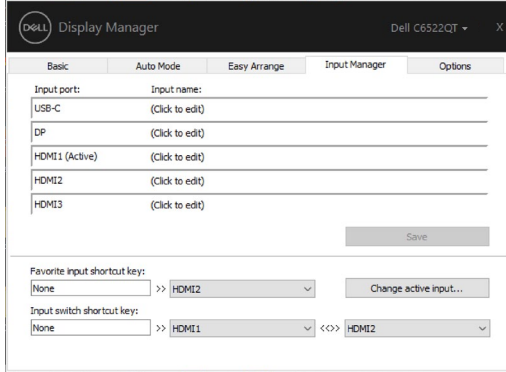 DELL Display Manager Dell C6522QT X
Basic Auto Mode Easy Arrange Input Manager Options
Input port: Input name:
USB-C (Click to edit)
DP (Click to edit)
HDMI1 (Active) (Click to edit)
HDMI2 (Click to edit)
HDMI3 (Click to edit)
Save
Favorite input shortcut key:
None >> HDMI2 Change active input...
Input switch shortcut key:
None >> HDMI1 <<>> HDMI2